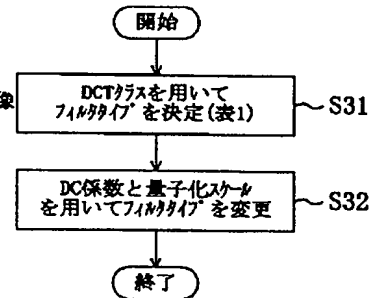 開始
像
DCTクラスを用いて
フィルタタイプを決定(表1)
S31
DC係数と量子化スケール
を用いてフィルタタイプを変更
S32
終了